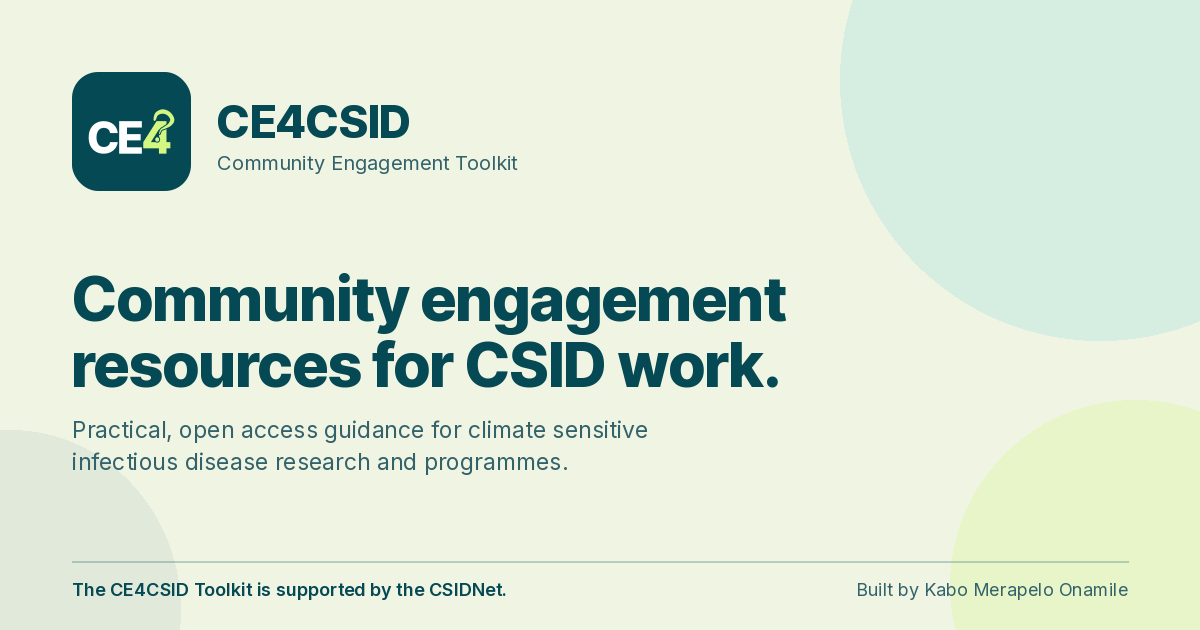 CE4
CE4CSID
Community Engagement Toolkit
Community engagement
resources for CSID work.
Practical, open access guidance for climate sensitive
infectious disease research and programmes.
The CE4CSID Toolkit is supported by the CSIDNet.
Built by Kabo Merapelo Onamile